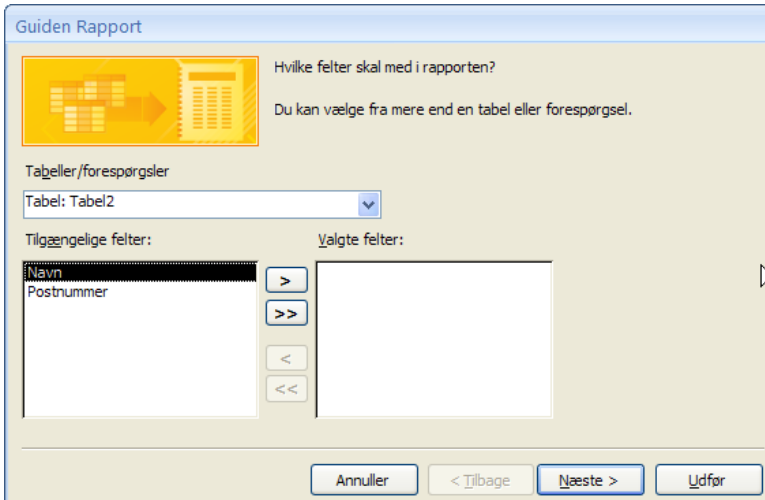 Guiden Rapport
Hvilke felter skal med i rapporten?
Du kan vælge fra mere end en tabel eller forespørgsel.
Tabeller/forespørgsler
Tabel: Tabel2
Tilgængelige felter:
Valgte felter:
Navn
Postnummer
>
>>
<
<<
Annuller
< Tilbage
Næste >
Udfør